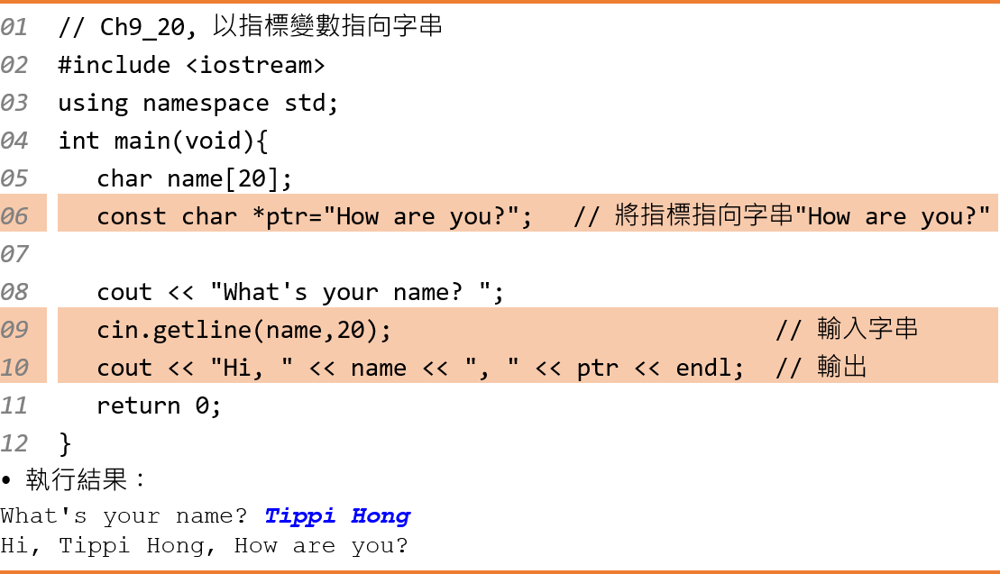 01 // Ch9_20, 以指標變數指向字串
02 #include <iostream>
03 using namespace std;
04 int main(void){
05 char name[20];
06 const char *ptr="How are you?"; // 將指標指向字串"How are you?"
07
08 cout << "What's your name? ";
09 cin.getline(name,20); // 輸入字串
10 cout << "Hi, " << name << ", " << ptr << endl; // 輸出
11 return 0;
12 }
• 執行結果：
What's your name? Tippi Hong
Hi, Tippi Hong, How are you?